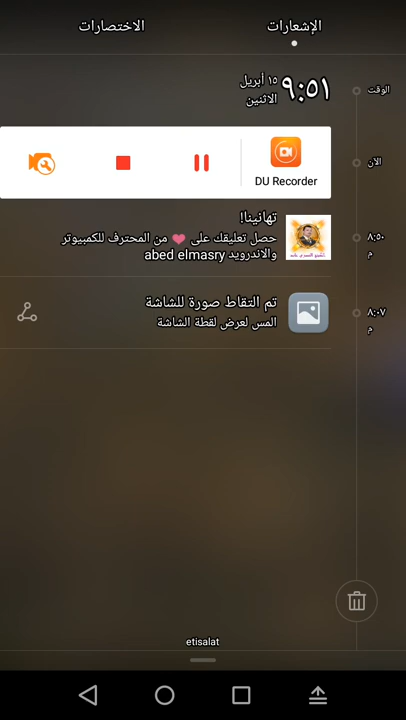 الإشعارات
الاختصارات
الوقت
٩:٥١
١٥ أبريل
الاثنين
الآن
DU Recorder
٨:٥٠ م
تهانينا!
حصل تعليقك على ❤ من المحترف للكمبيوتر
والاندرويد abed elmasry
٨:٠٧ م
تم التقاط صورة للشاشة
المس لعرض لقطة الشاشة
etisalat